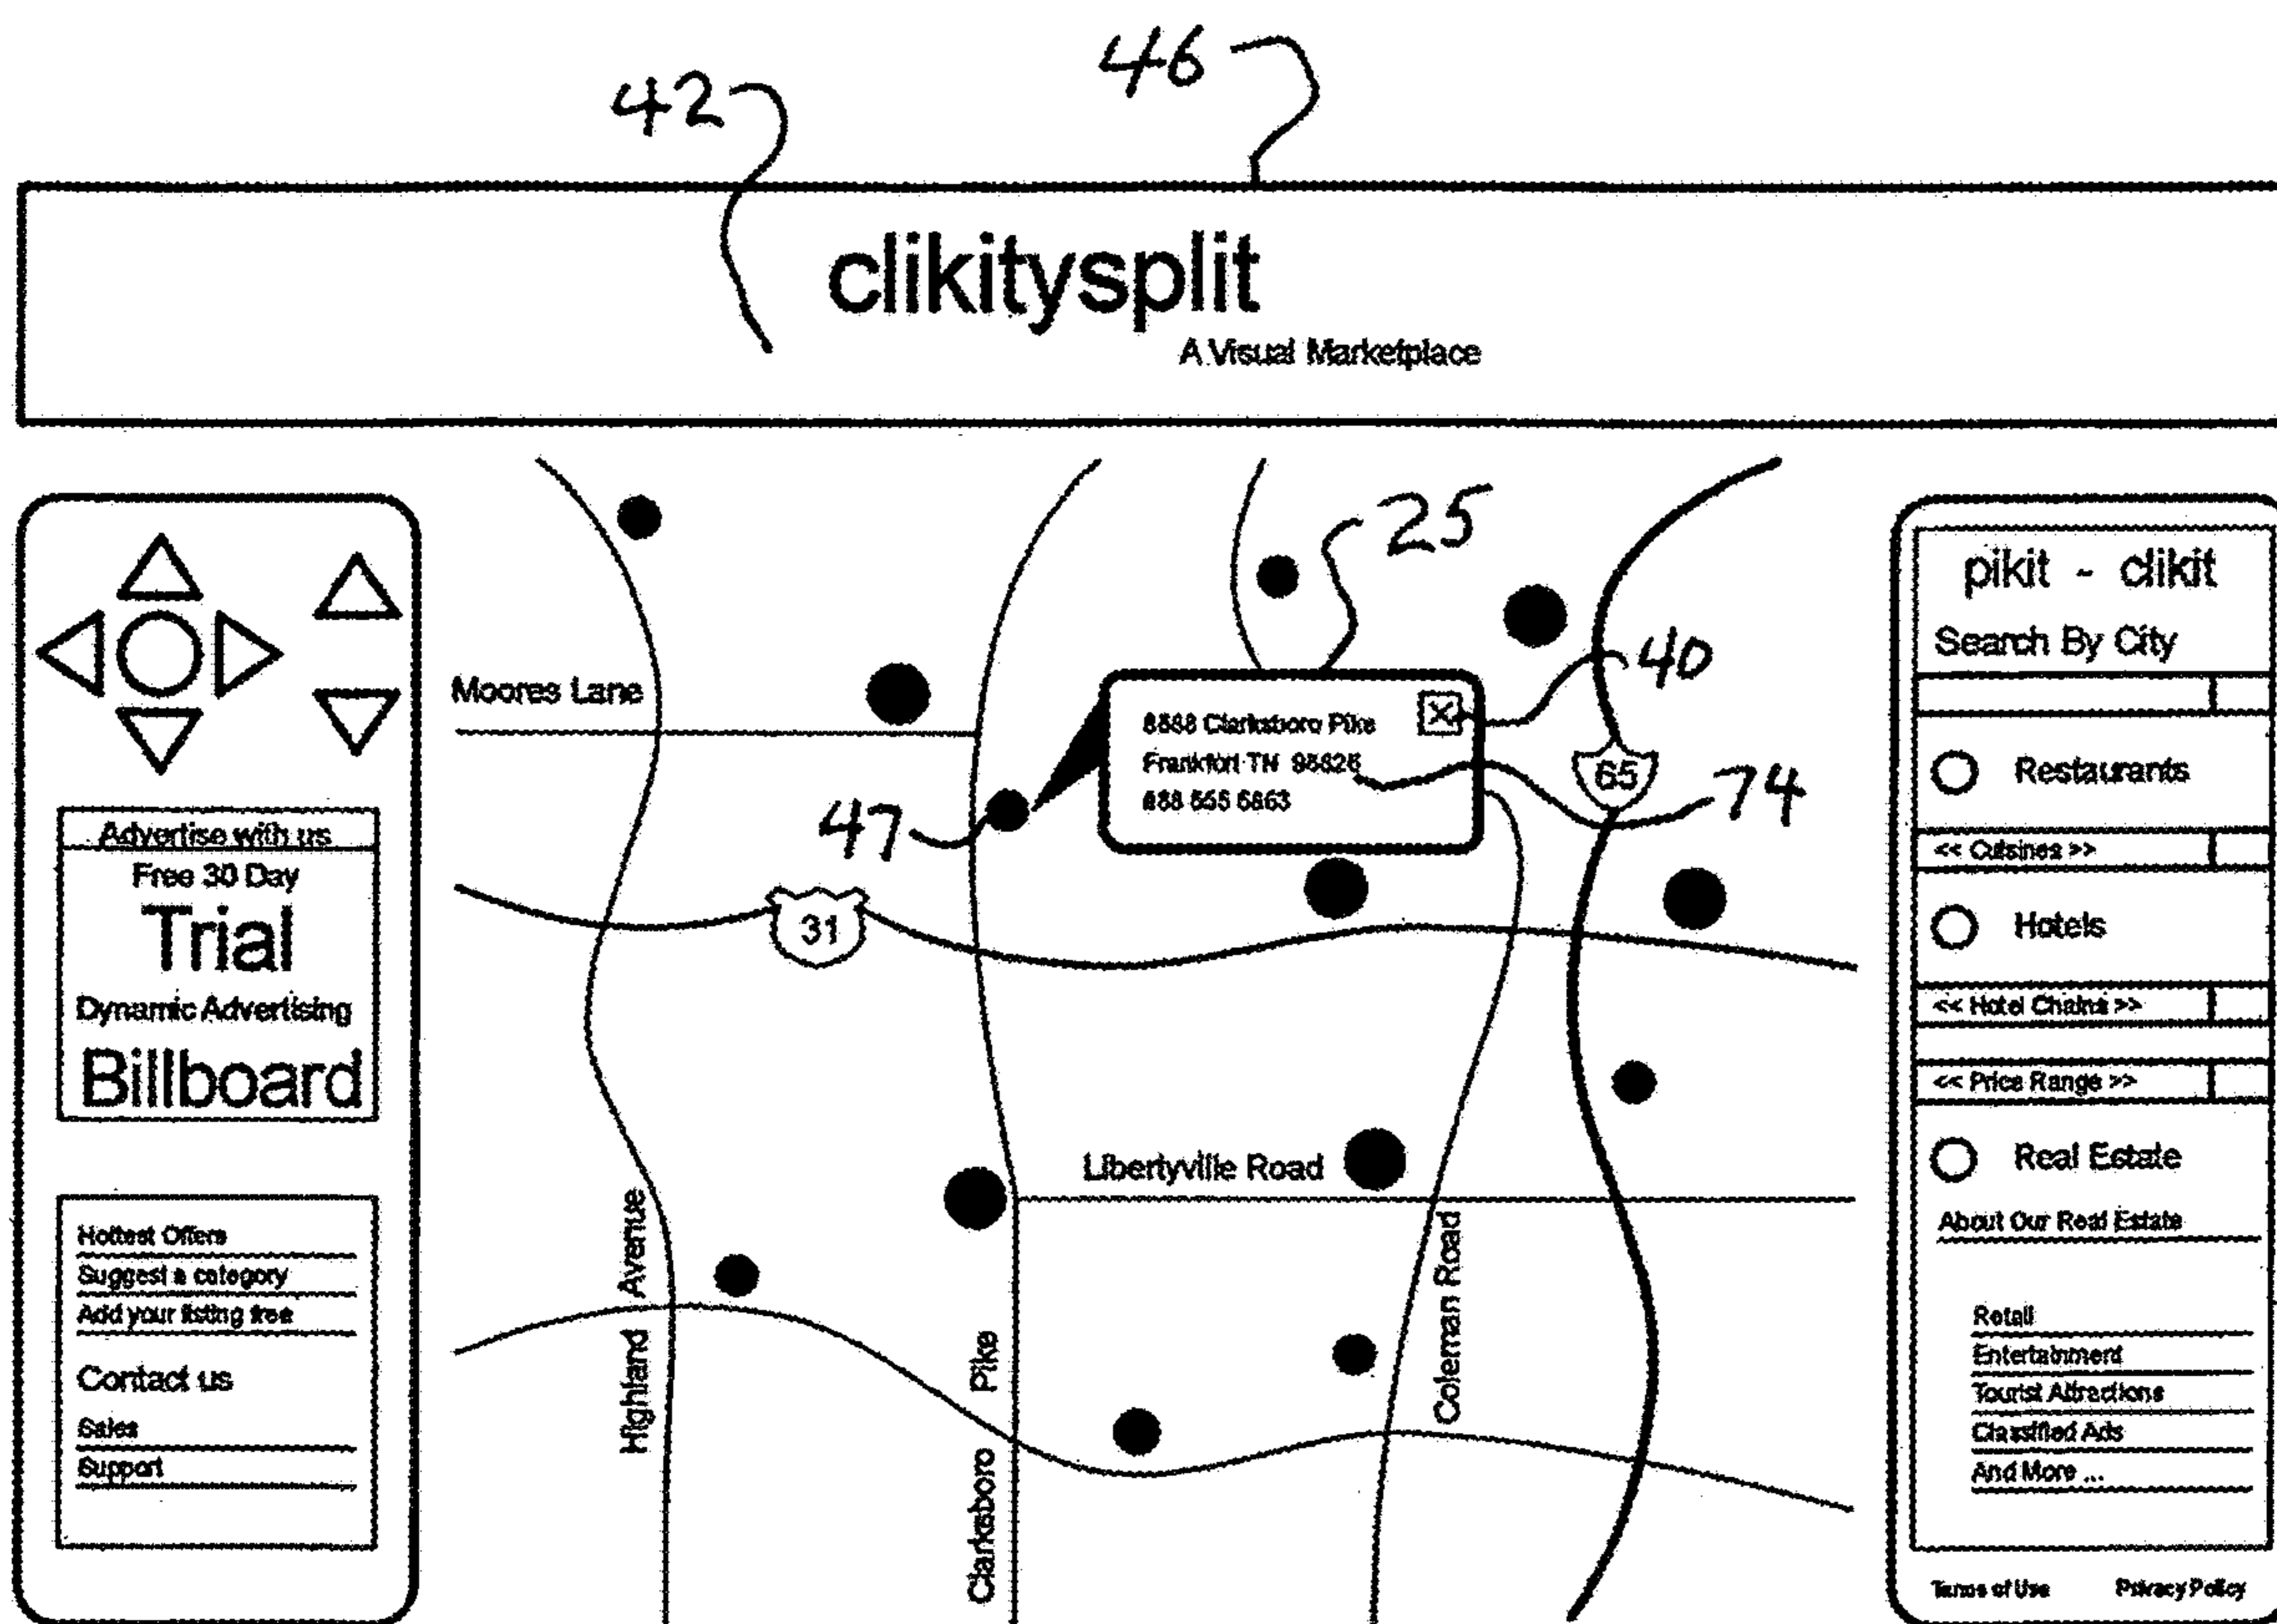 42
46
clikitysplit
A Visual Marketplace
Advertise with us
Free 30 Day
Trial
Dynamic Advertising
Billboard
Hottest Offers
Suggest a category
Add your listing free
Contact us
Sales
Support
25
Moores Lane
40
Clarksboro Pike
Frankfort TN
65
74
47
31
Libertyville Road
Highland Avenue
Clarksboro Pike
Coleman Road
pikit - clikit
Search By City
Restaurants
<< Cuisines >>
Hotels
<< Hotel Chains >>
<< Price Range >>
Real Estate
About Our Real Estate
Retail
Entertainment
Tourist Attractions
Classified Ads
And More ...
Terms of Use
Privacy Policy